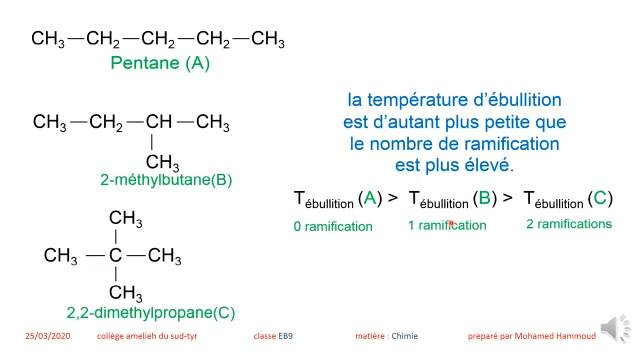 CH3 — CH2 — CH2 — CH2 — CH3
Pentane (A)
CH3 — CH2 — CH — CH3
CH3
2-méthylbutane(B)
CH3
CH3 — C — CH3
CH3
2,2-dimethylpropane(C)
la température d'ébullition
est d'autant plus petite que
le nombre de ramification
est plus élevé.
Tébullition (A) > Tébullition (B) > Tébullition (C)
0 ramification 1 ramification 2 ramifications
25/03/2020 collège amelieh du sud-tyr classe EB9 matière : Chimie preparé par Mohamed Hammoud